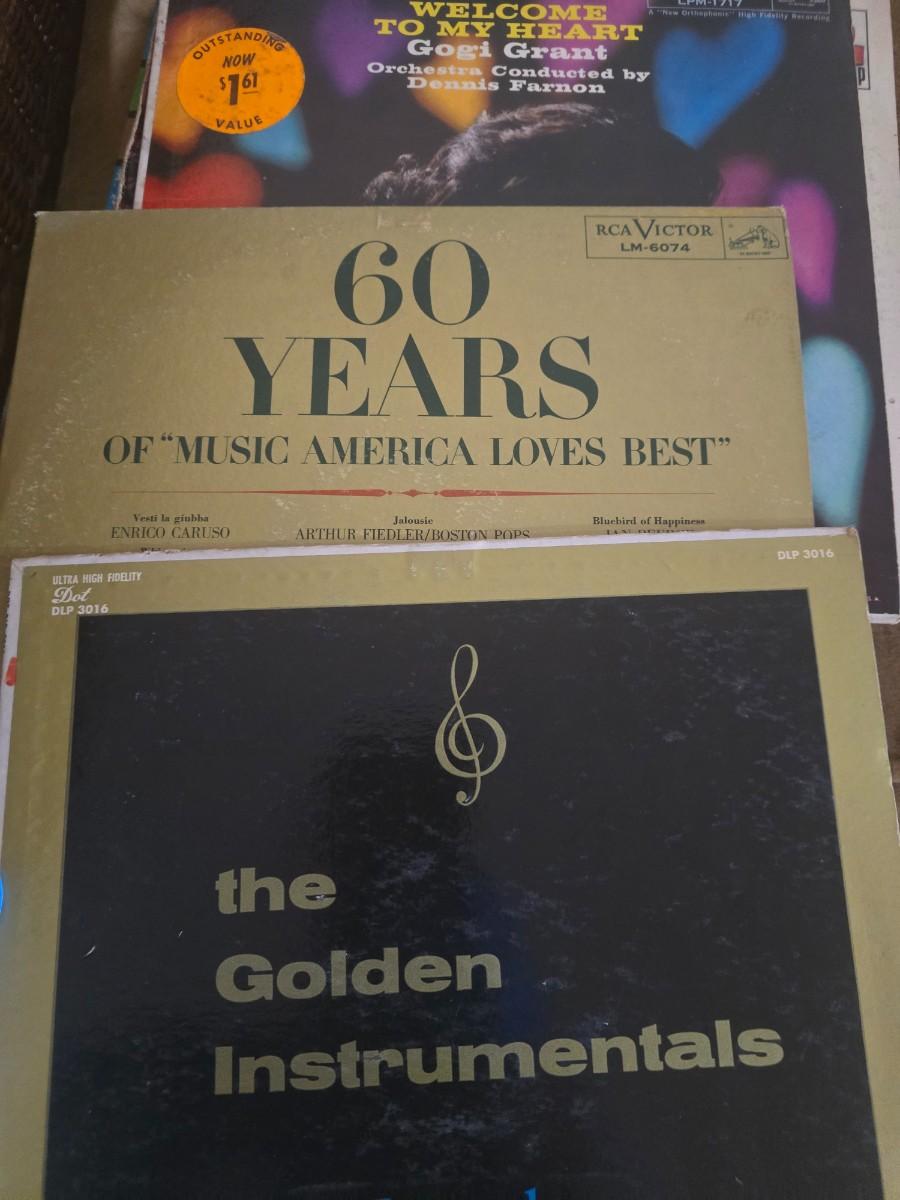 LPM-1717
A "New Orthophonic" High Fidelity Recording
WELCOME
TO MY HEART
Gogi Grant
Orchestra Conducted by
Dennis Farnon
OUTSTANDING
NOW
$1 61
VALUE
RCA VICTOR
LM-6074
60
YEARS
OF "MUSIC AMERICA LOVES BEST"
Vesti la giubba
ENRICO CARUSO
Jalousie
ARTHUR FIEDLER/BOSTON POPS
Bluebird of Happiness
ULTRA HIGH FIDELITY
Dot
DLP 3016
DLP 3016
the
Golden
Instrumentals